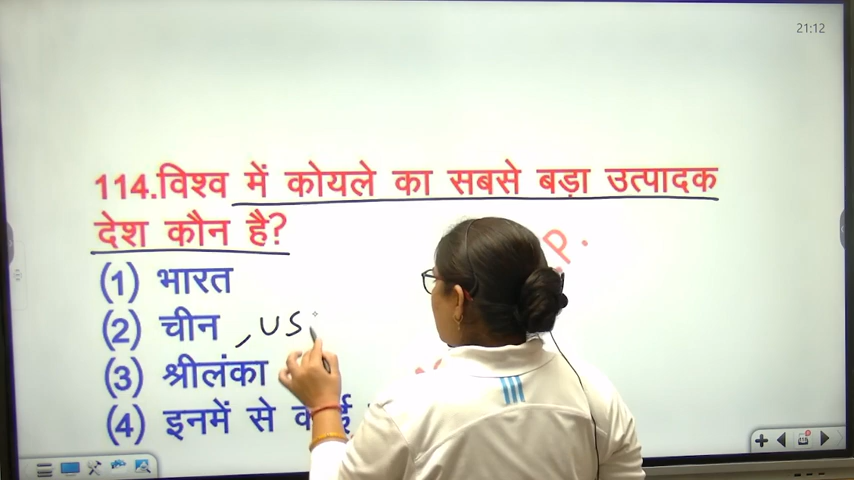 21:12
114.विश्व में कोयले का सबसे बड़ा उत्पादक
देश कौन है?
(1) भारत
(2) चीन , US
(3) श्रीलंका
(4) इनमें से
P.